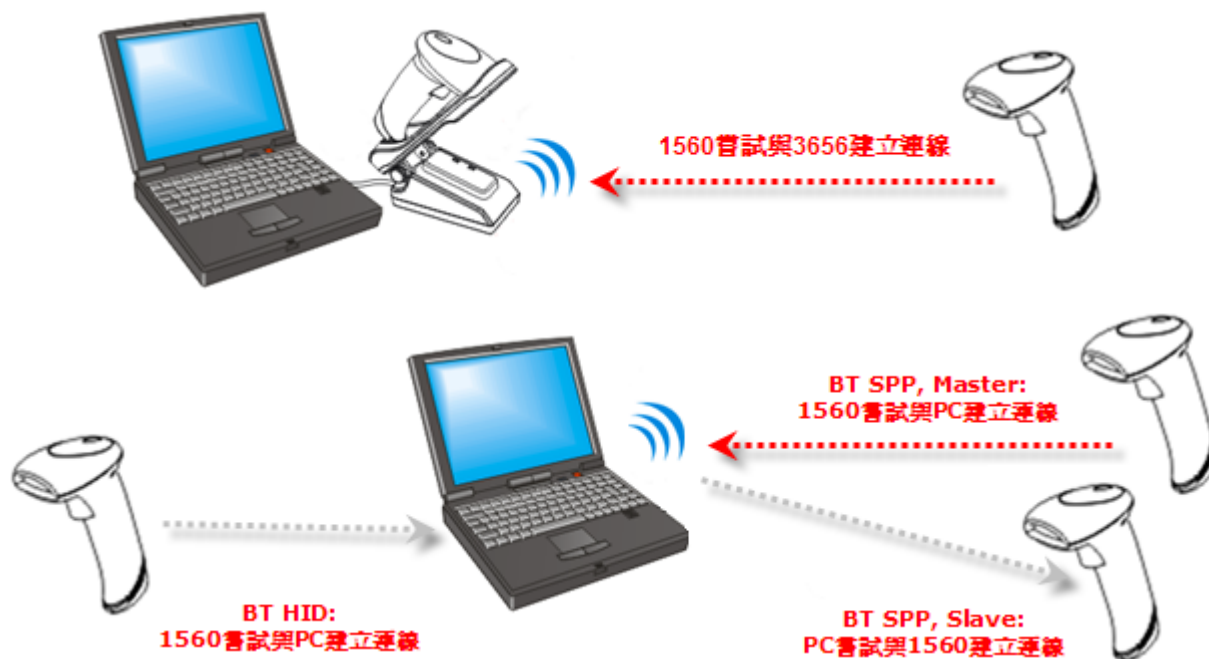 1560嘗試與3656建立連線
BT SPP, Master:
1560嘗試與PC建立連線
BT HID:
1560嘗試與PC建立連線
BT SPP, Slave:
PC嘗試與1560建立連線